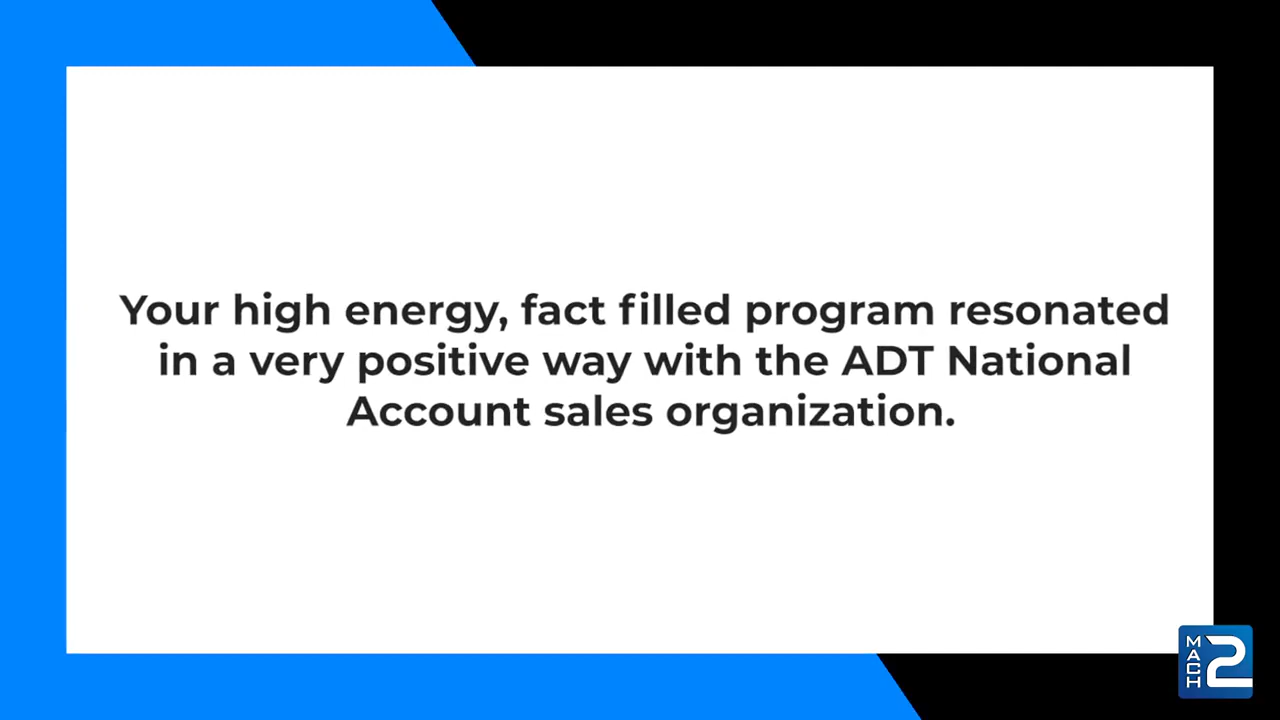 Your high energy, fact filled program resonated
in a very positive way with the ADT National
Account sales organization.
MACH 2